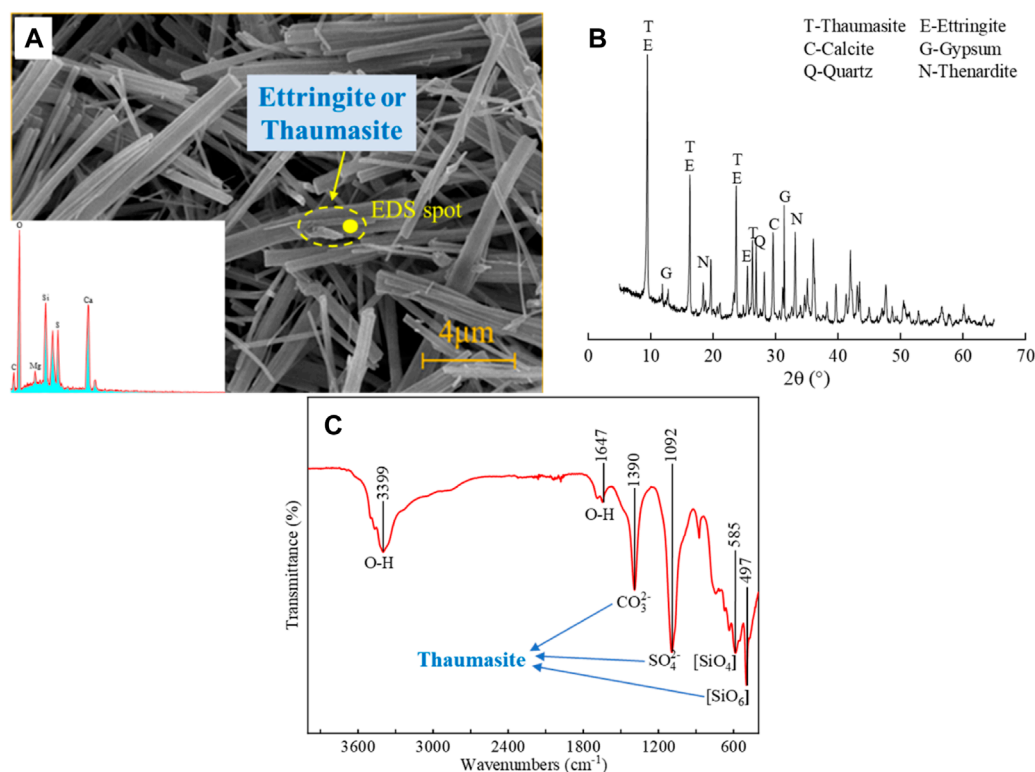 A
Ettringite or
Thaumasite
EDS spot
4μm
O
Si
S
Ca
C
Mg
B
T-Thaumasite E-Ettringite
C-Calcite G-Gypsum
Q-Quartz N-Thenardite
T
E
G
N
T
E
T
E
E
T
Q
C
G
N
0 10 20 30 40 50 60 70
2θ (°)
C
Transmittance (%)
3399
O-H
1647
O-H
1390
CO₃²⁻
1092
SO₄²⁻
585
[SiO₄]
497
[SiO₆]
Thaumasite
3600 3000 2400 1800 1200 600
Wavenumbers (cm⁻¹)